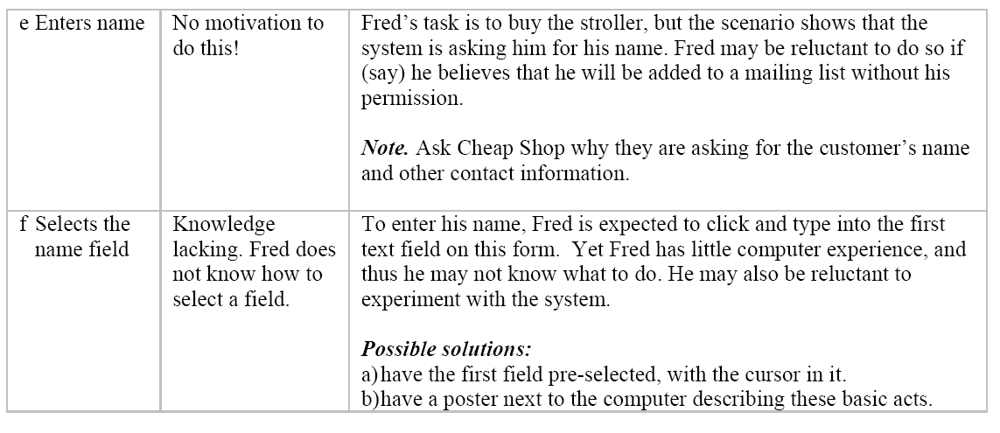 e Enters name
No motivation to
do this!
Fred's task is to buy the stroller, but the scenario shows that the
system is asking him for his name. Fred may be reluctant to do so if
(say) he believes that he will be added to a mailing list without his
permission.
Note. Ask Cheap Shop why they are asking for the customer's name
and other contact information.
f Selects the
name field
Knowledge
lacking. Fred does
not know how to
select a field.
To enter his name, Fred is expected to click and type into the first
text field on this form. Yet Fred has little computer experience, and
thus he may not know what to do. He may also be reluctant to
experiment with the system.
Possible solutions:
a) have the first field pre-selected, with the cursor in it.
b) have a poster next to the computer describing these basic acts.